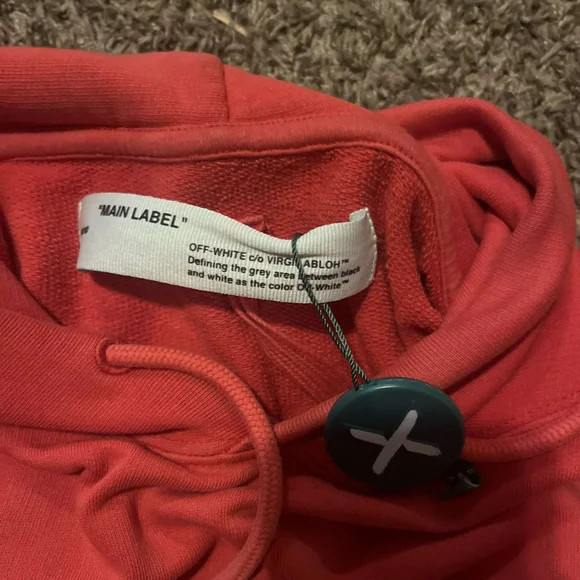 "MAIN LABEL"
OFF-WHITE c/o VIRGIL ABLOH™
Defining the grey area between black
and white as the color Off-White™